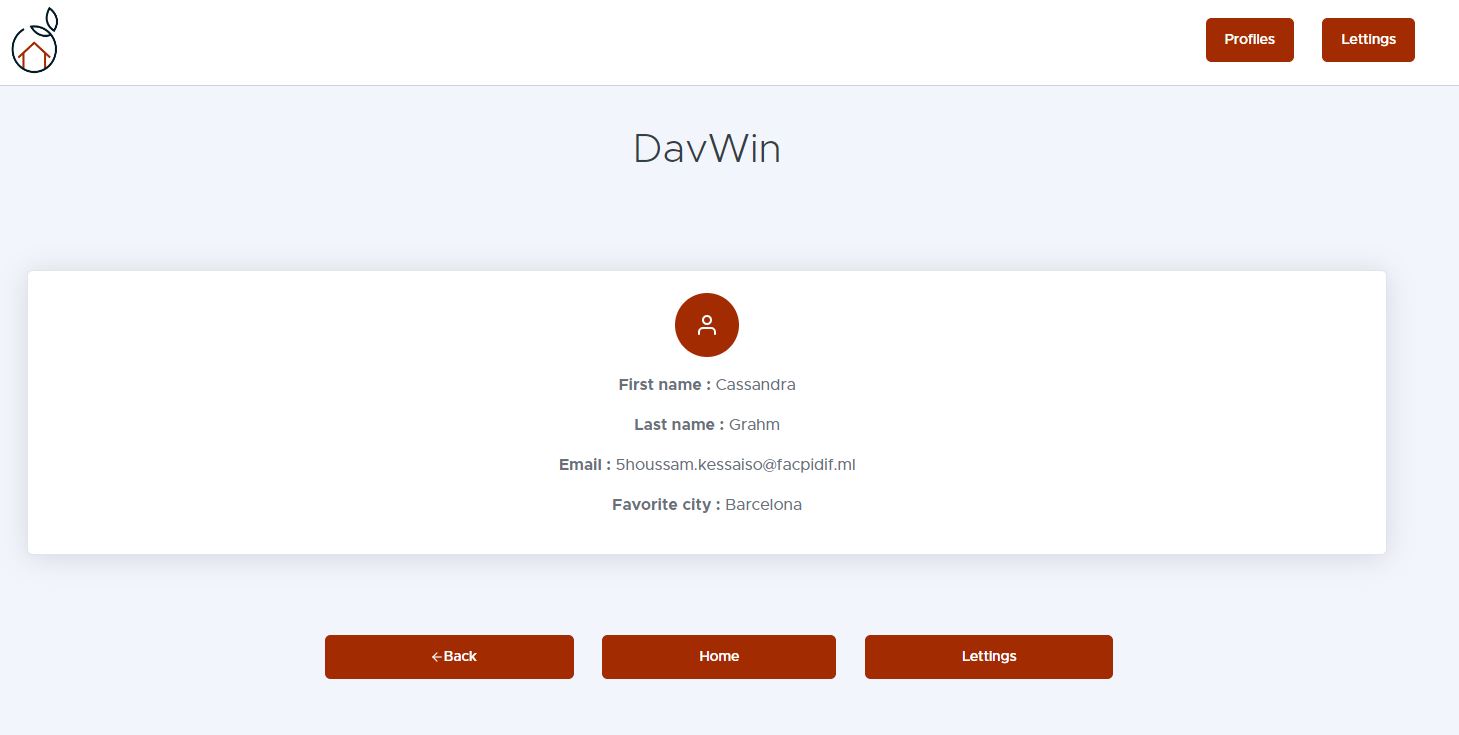 Profiles Lettings
DavWin
First name : Cassandra
Last name : Grahm
Email : 5houssam.kessaiso@facpidif.ml
Favorite city : Barcelona
←Back Home Lettings